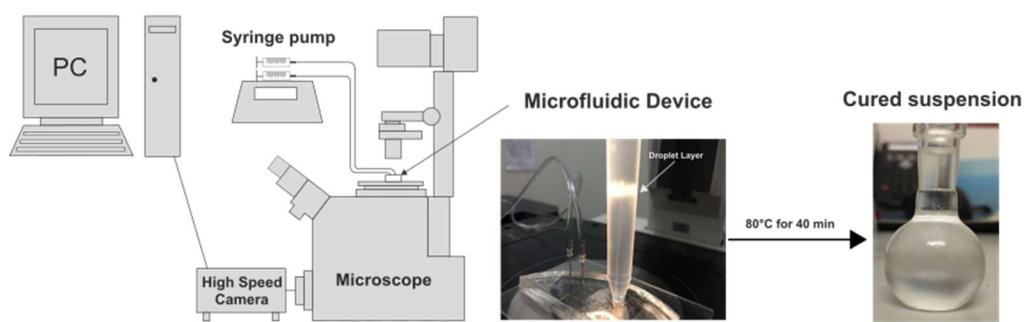 PC
Syringe pump
Microfluidic Device
Cured suspension
Droplet Layer
80°C for 40 min
High Speed
Camera
Microscope